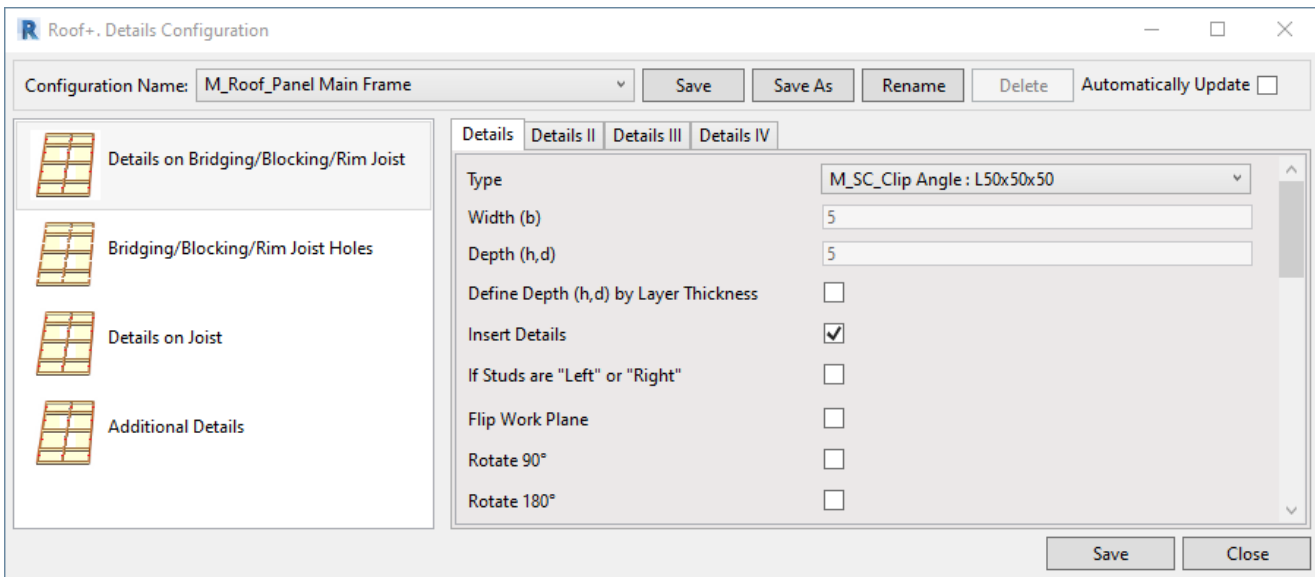 Roof+. Details Configuration
Configuration Name: M_Roof_Panel Main Frame Save Save As Rename Delete Automatically Update
Details on Bridging/Blocking/Rim Joist
Bridging/Blocking/Rim Joist Holes
Details on Joist
Additional Details
Details Details II Details III Details IV
Type M_SC_Clip Angle : L50x50x50
Width (b) 5
Depth (h,d) 5
Define Depth (h,d) by Layer Thickness
Insert Details
If Studs are "Left" or "Right"
Flip Work Plane
Rotate 90°
Rotate 180°
Save Close